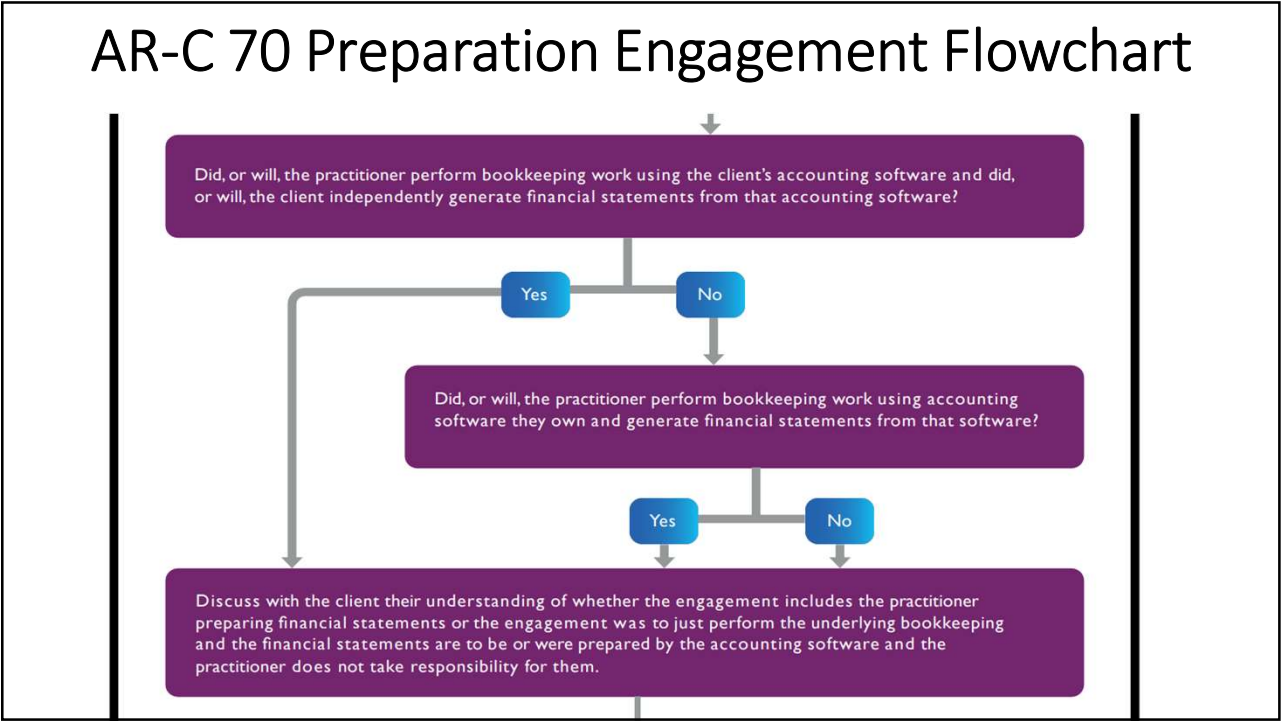 AR-C 70 Preparation Engagement Flowchart
Did, or will, the practitioner perform bookkeeping work using the client’s accounting software and did,
or will, the client independently generate financial statements from that accounting software?
Yes
No
Did, or will, the practitioner perform bookkeeping work using accounting
software they own and generate financial statements from that software?
Yes
No
Discuss with the client their understanding of whether the engagement includes the practitioner
preparing financial statements or the engagement was to just perform the underlying bookkeeping
and the financial statements are to be or were prepared by the accounting software and the
practitioner does not take responsibility for them.